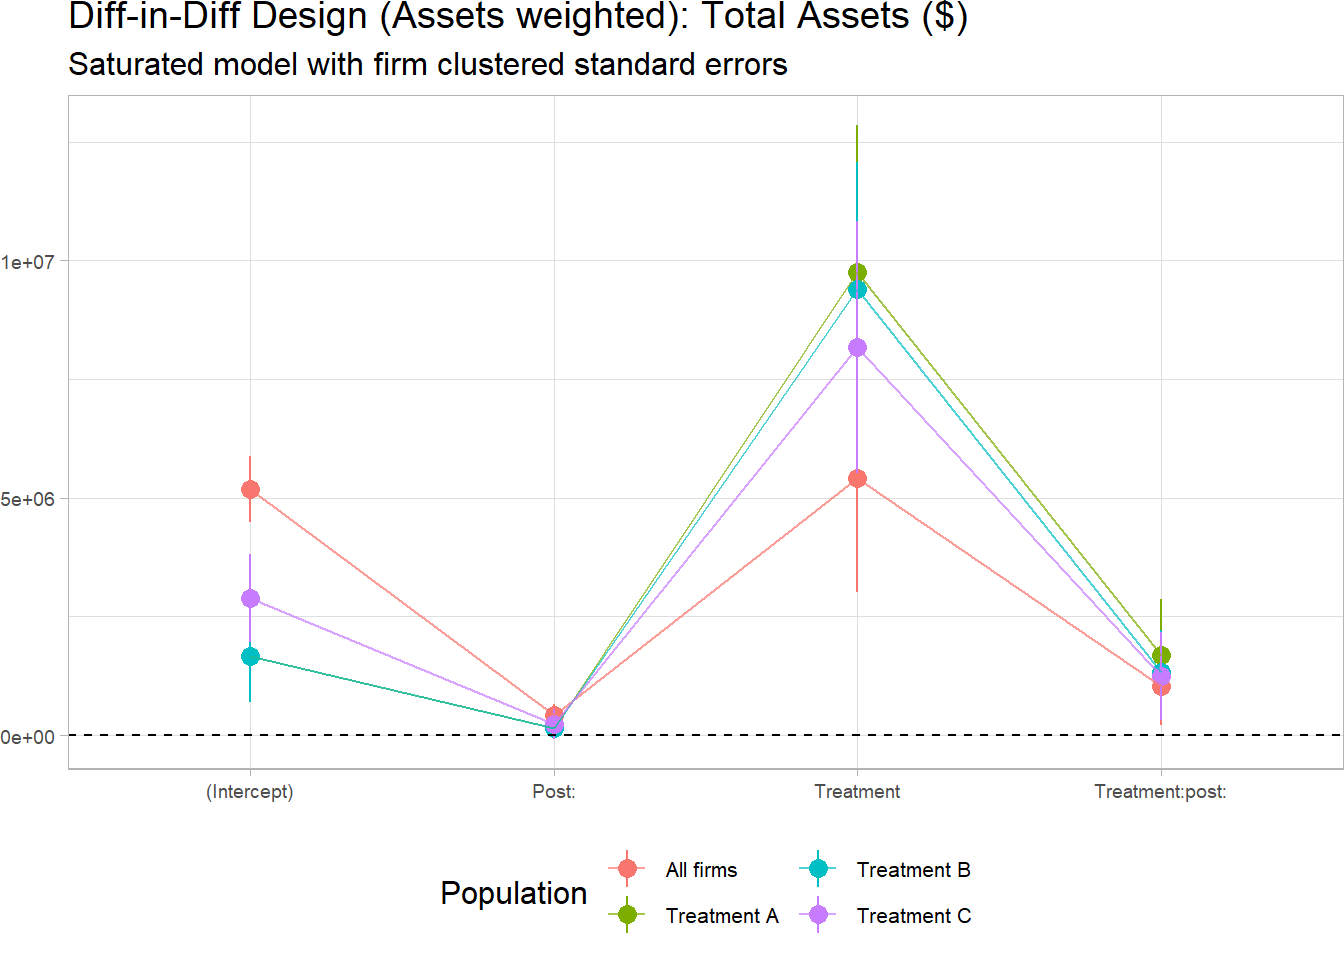 Diff-in-Diff Design (Assets weighted): Total Assets ($)
Saturated model with firm clustered standard errors
1e+07
5e+06
0e+00
(Intercept)
Post:
Treatment
Treatment:post:
Population
All firms
Treatment A
Treatment B
Treatment C